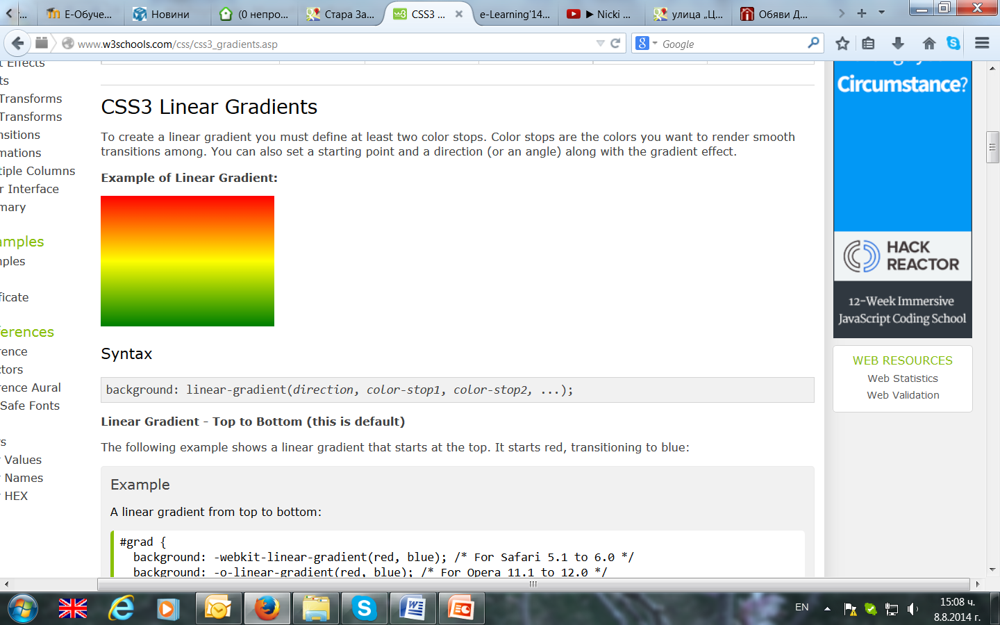 Е-Обуче...
Новини
(0 непро...
Стара За...
CSS3 ...
e-Learning'14...
▶ Nicki ...
улица „Ц...
Обяви Д...
www.w3schools.com/css/css3_gradients.asp
Google
t Effects
ts
Transforms
Transforms
nsitions
mations
tiple Columns
r Interface
mary
amples
nples
ficate
ferences
rence
ctors
rence Aural
Safe Fonts
rs
r Values
r Names
r HEX
CSS3 Linear Gradients
To create a linear gradient you must define at least two color stops. Color stops are the colors you want to render smooth
transitions among. You can also set a starting point and a direction (or an angle) along with the gradient effect.
Example of Linear Gradient:
Syntax
background: linear-gradient(direction, color-stop1, color-stop2, ...);
Linear Gradient - Top to Bottom (this is default)
The following example shows a linear gradient that starts at the top. It starts red, transitioning to blue:
Example
A linear gradient from top to bottom:
#grad {
background: -webkit-linear-gradient(red, blue); /* For Safari 5.1 to 6.0 */
background: -o-linear-gradient(red, blue); /* For Opera 11.1 to 12.0 */
Circumstance?
HACK
REACTOR
12-Week Immersive
JavaScript Coding School
WEB RESOURCES
Web Statistics
Web Validation
EN
15:08 ч.
8.8.2014 г.